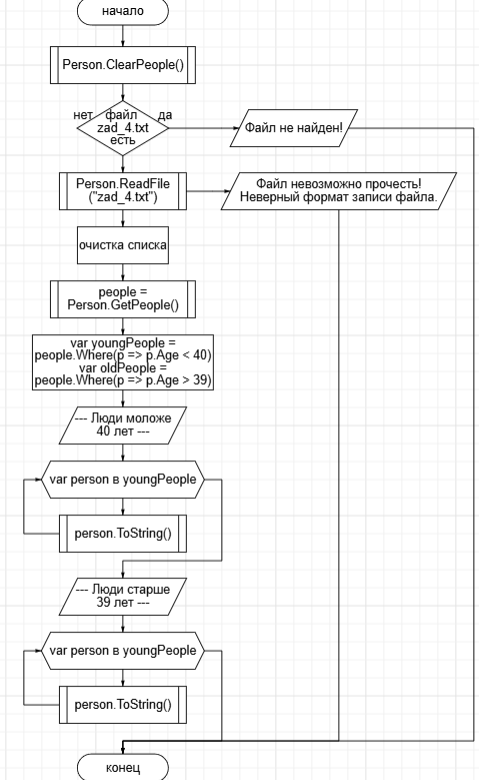 начало
Person.ClearPeople()
нет файл да
zad_4.txt
есть
Файл не найден!
Person.ReadFile
("zad_4.txt")
Файл невозможно прочесть!
Неверный формат записи файла.
очистка списка
people =
Person.GetPeople()
var youngPeople =
people.Where(p => p.Age < 40)
var oldPeople =
people.Where(p => p.Age > 39)
--- Люди моложе
40 лет ---
var person в youngPeople
person.ToString()
--- Люди старше
39 лет ---
var person в youngPeople
person.ToString()
конец